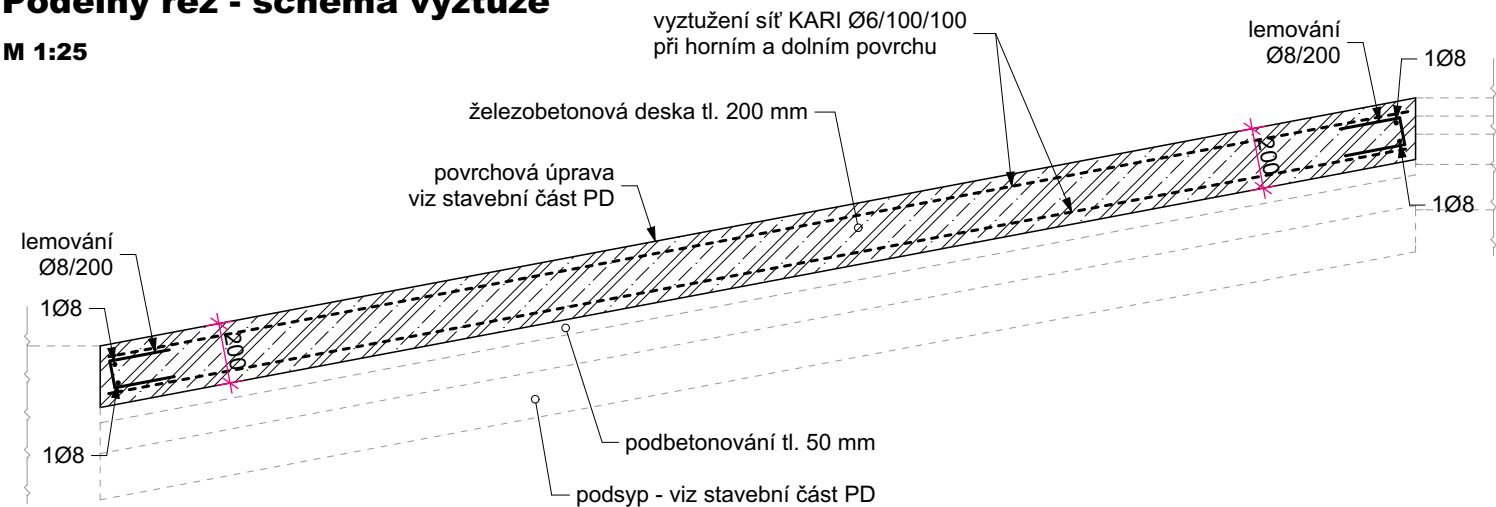 Podélný řez - schéma výztuže
M 1:25
vyztužení síť KARI Ø6/100/100
při horním a dolním povrchu
lemování
Ø8/200
1Ø8
železobetonová deska tl. 200 mm
200
povrchová úprava
viz stavební část PD
1Ø8
lemování
Ø8/200
1Ø8
200
1Ø8
podbetonování tl. 50 mm
podsyp - viz stavební část PD